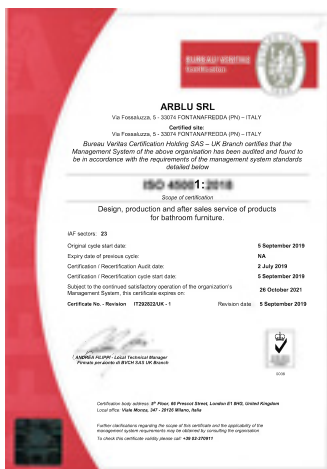 BUREAU VERITAS
Certification
ARBLU SRL
Via Fossaluzza, 5 - 33074 FONTANAFREDDA (PN) – ITALY
Certified site:
Via Fossaluzza, 5 - 33074 FONTANAFREDDA (PN) – ITALY
Bureau Veritas Certification Holding SAS – UK Branch certifies that the
Management System of the above organisation has been audited and found to
be in accordance with the requirements of the management system standards
detailed below
ISO 45001:2018
Scope of certification
Design, production and after sales service of products
for bathroom furniture.
IAF sectors: 23
Original cycle start date: 5 September 2019
Expiry date of previous cycle: NA
Certification / Recertification Audit date: 2 July 2019
Certification / Recertification cycle start date: 5 September 2019
Subject to the continued satisfactory operation of the organization's
Management System, this certificate expires on: 26 October 2021
Certificate No. - Revision IT292822/UK - 1 Revision date: 5 September 2019
ANDREA FILIPPI - Local Technical Manager
Firmato per conto di BVCH SAS UK Branch
Certification body address: 5th Floor, 66 Prescot Street, London E1 8HG, United Kingdom
Local office: Viale Monza, 347 - 20126 Milano, Italia
Further clarifications regarding the scope of this certificate and the applicability of the
management system requirements may be obtained by consulting the organisation
To check this certificate validity please call: +39 02-270911